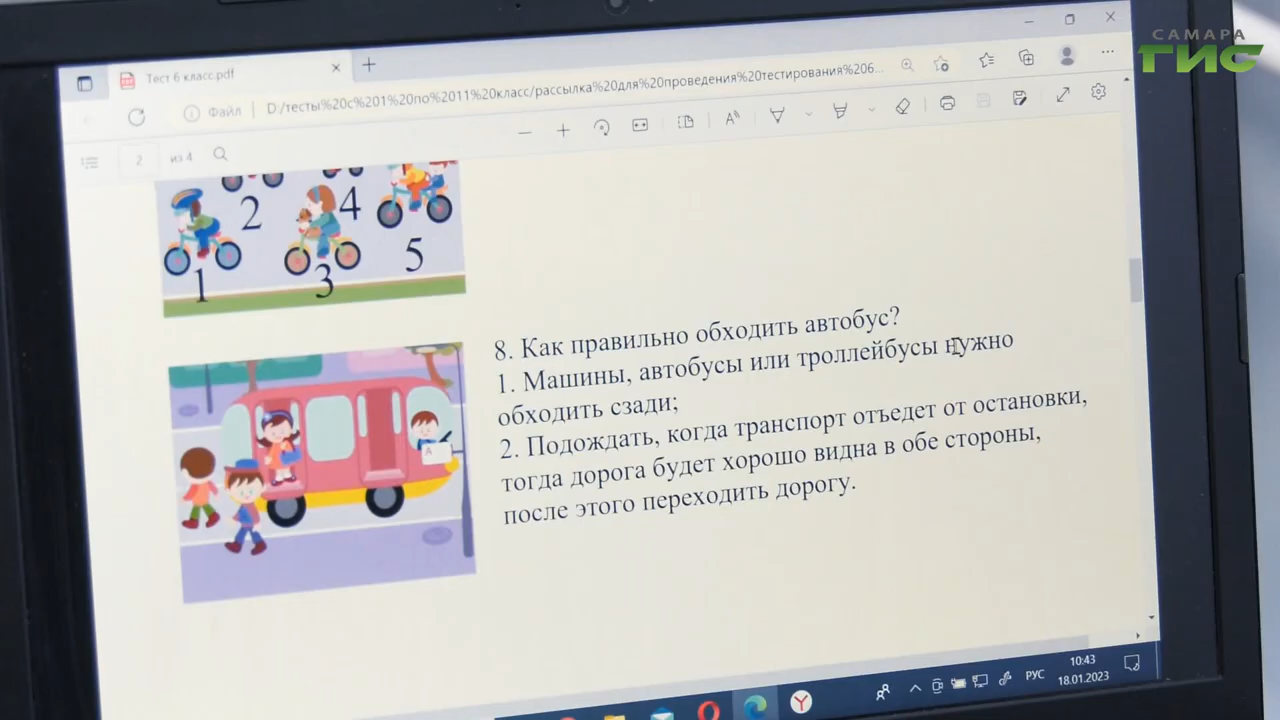 САМАРА
ГИС
Тест 6 класс.pdf
Файл
D:/тесты%20с%201%20по%2011%20класс/рассылка%20для%20проведения%20тестирования%206...
2 из 4
2
4
1
3
5
8. Как правильно обходить автобус?
1. Машины, автобусы или троллейбусы нужно
обходить сзади;
2. Подождать, когда транспорт отъедет от остановки,
тогда дорога будет хорошо видна в обе стороны,
после этого переходить дорогу.
А
РУС
10:43
18.01.2023